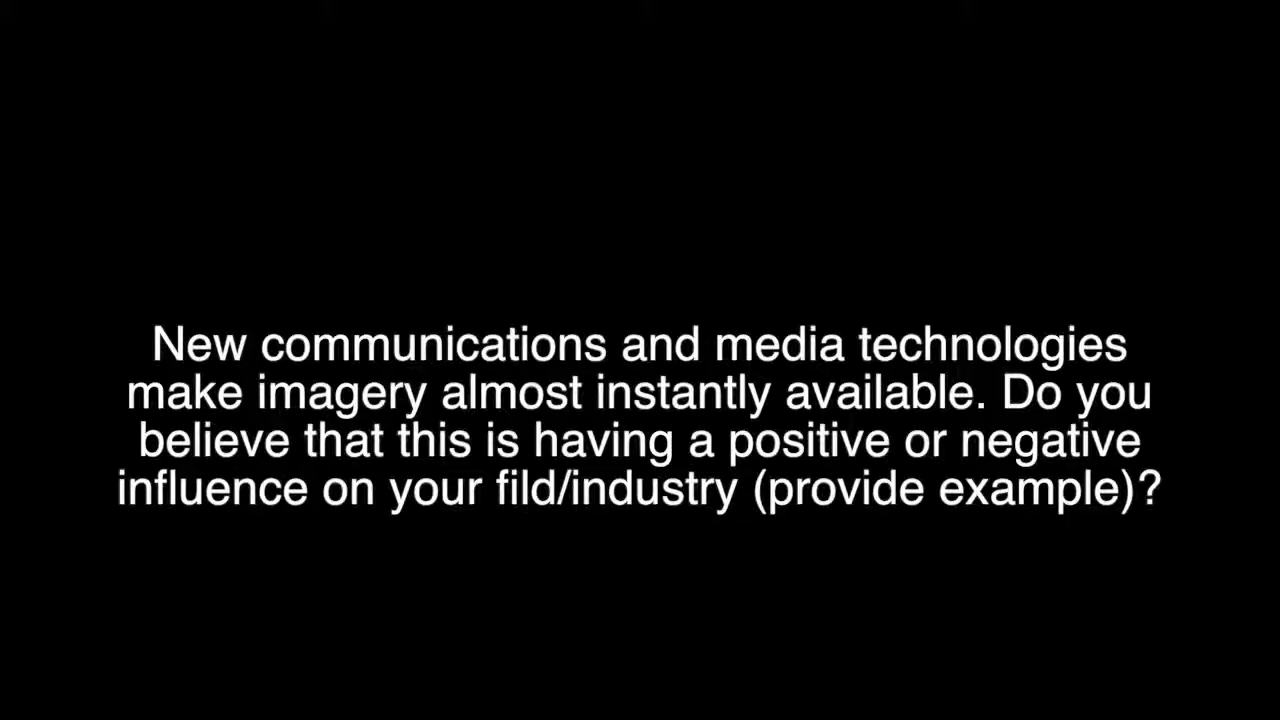 New communications and media technologies
make imagery almost instantly available. Do you
believe that this is having a positive or negative
influence on your fild/industry (provide example)?